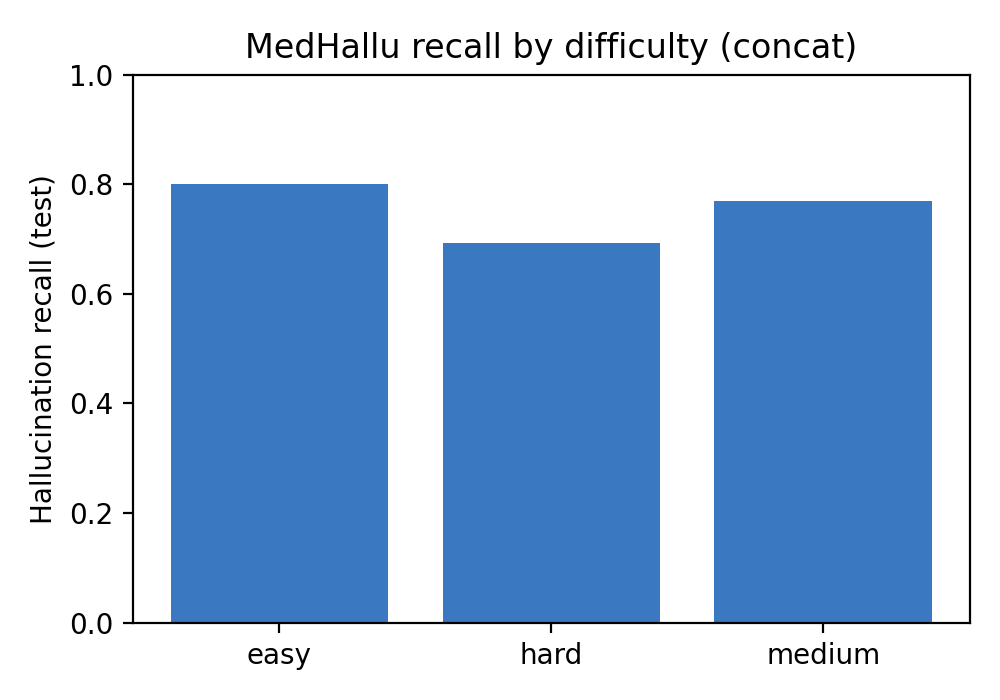 MedHallu recall by difficulty (concat)
Hallucination recall (test)
1.0
0.8
0.6
0.4
0.2
0.0
easy
hard
medium